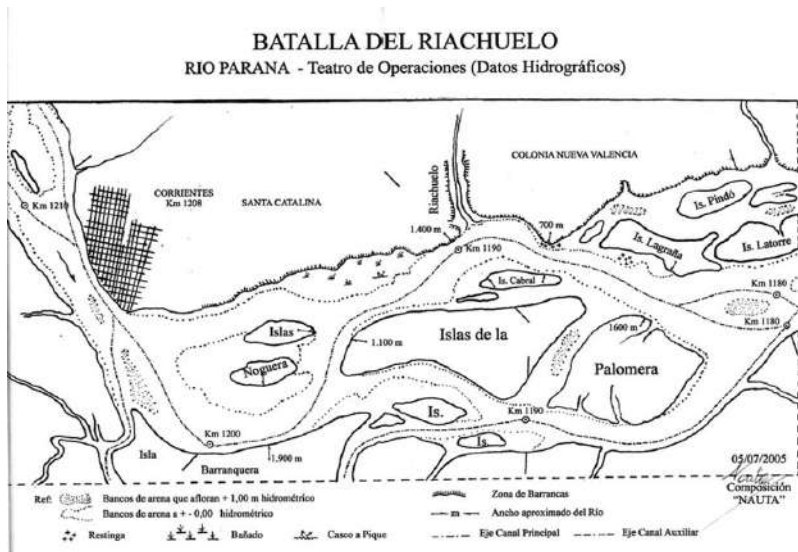 BATALLA DEL RIACHUELO
RIO PARANA - Teatro de Operaciones (Datos Hidrográficos)
COLONIA NUEVA VALENCIA
Riachuelo
CORRIENTES
Km 1208
SANTA CATALINA
Km 1210
Is. Pindó
700 m
1.400 m
Km 1190
Is. Lagraña
Is. Latorre
Is. Cabral
Km 1180
Km 1180
Islas
Noguera
1.100 m
Islas de la
1600 m
Palomera
Is.
Km 1190
Is.
Km 1200
1.900 m
Isla
Barranquera
05/07/2005
Composición
"NAUTA"
Ref:
Bancos de arena que afloran + 1,00 m hidrométrico
Bancos de arena a + - 0,00 hidrométrico
Restinga
Bañado
Casco a Pique
Zona de Barrancas
m
Ancho aproximado del Río
Eje Canal Principal
Eje Canal Auxiliar